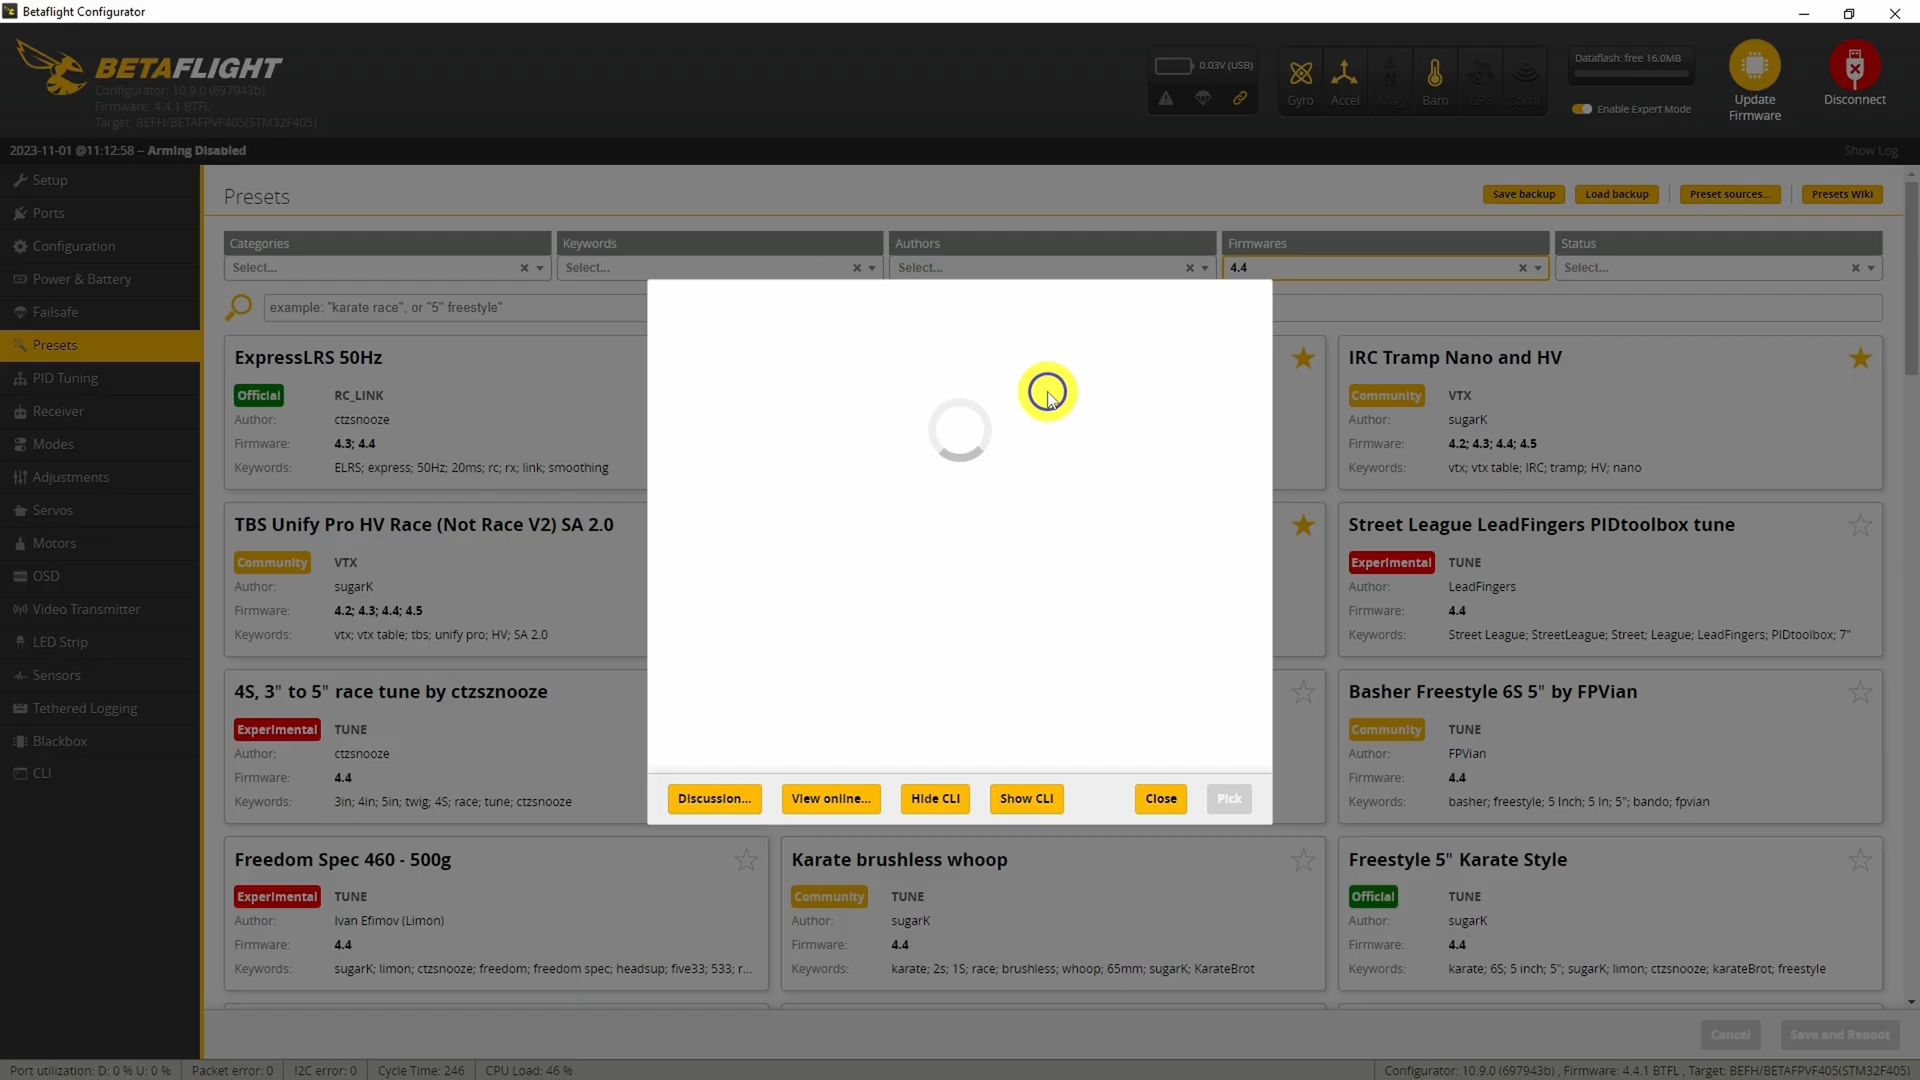 Betaflight Configurator
BETAFLIGHT
Configurator: 10.9.0 (697943b)
Firmware: 4.4.1 BTFL
Target: BEFH/BETAFPVF405(STM32F405)
0.03V (USB)
Gyro
Accel
Mag
Baro
GPS
Sonar
Dataflash: free 16.0MB
Enable Expert Mode
Update
Firmware
Disconnect
2023-11-01 @11:12:58 -- Arming Disabled
Show Log
Setup
Ports
Configuration
Power & Battery
Failsafe
Presets
PID Tuning
Receiver
Modes
Adjustments
Servos
Motors
OSD
Video Transmitter
LED Strip
Sensors
Tethered Logging
Blackbox
CLI
Presets
Save backup
Load backup
Preset sources...
Presets Wiki
Categories
Select...
Keywords
Select...
Authors
Select...
Firmwares
4.4
Status
Select...
example: "karate race", or "5" freestyle"
ExpressLRS 50Hz
Official RC_LINK
Author: ctzsnooze
Firmware: 4.3; 4.4
Keywords: ELRS; express; 50Hz; 20ms; rc; rx; link; smoothing
IRC Tramp Nano and HV
Community VTX
Author: sugarK
Firmware: 4.2; 4.3; 4.4; 4.5
Keywords: vtx; vtx table; IRC; tramp; HV; nano
TBS Unify Pro HV Race (Not Race V2) SA 2.0
Community VTX
Author: sugarK
Firmware: 4.2; 4.3; 4.4; 4.5
Keywords: vtx; vtx table; tbs; unify pro; HV; SA 2.0
Street League LeadFingers PIDtoolbox tune
Experimental TUNE
Author: LeadFingers
Firmware: 4.4
Keywords: Street League; StreetLeague; Street; League; LeadFingers; PIDtoolbox; 7"
4S, 3" to 5" race tune by ctzsznooze
Experimental TUNE
Author: ctzsnooze
Firmware: 4.4
Keywords: 3in; 4in; 5in; twig; 4S; race; tune; ctzsnooze
Basher Freestyle 6S 5" by FPVian
Community TUNE
Author: FPVian
Firmware: 4.4
Keywords: basher; freestyle; 5 Inch; 5 In; 5"; bando; fpvian
Discussion...
View online...
Hide CLI
Show CLI
Close
Pick
Freedom Spec 460 - 500g
Experimental TUNE
Author: Ivan Efimov (Limon)
Firmware: 4.4
Keywords: sugarK; limon; ctzsnooze; freedom; freedom spec; headsup; five33; 533; r...
Karate brushless whoop
Community TUNE
Author: sugarK
Firmware: 4.4
Keywords: karate; 2s; 1S; race; brushless; whoop; 65mm; sugarK; KarateBrot
Freestyle 5" Karate Style
Official TUNE
Author: sugarK
Firmware: 4.4
Keywords: karate; 6S; 5 inch; 5"; sugarK; limon; ctzsnooze; karateBrot; freestyle
Cancel
Save and Reboot
Port utilization: D: 0 % U: 0 %
Packet error: 0
I2C error: 0
Cycle Time: 246
CPU Load: 46 %
Configurator: 10.9.0 (697943b) , Firmware: 4.4.1 BTFL , Target: BEFH/BETAFPVF405(STM32F405)